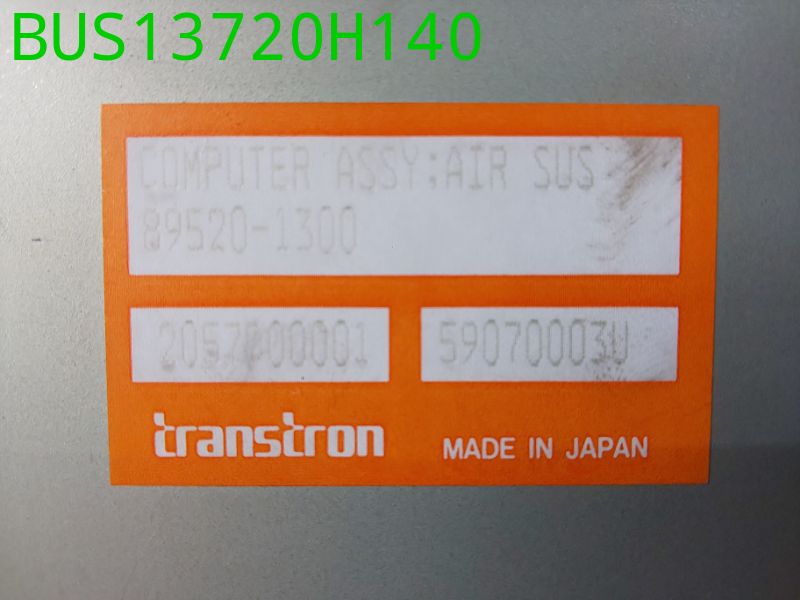 BUS13720H140
COMPUTER ASSY;AIR SUS
89520-1300
59070003U
transtron
MADE IN JAPAN